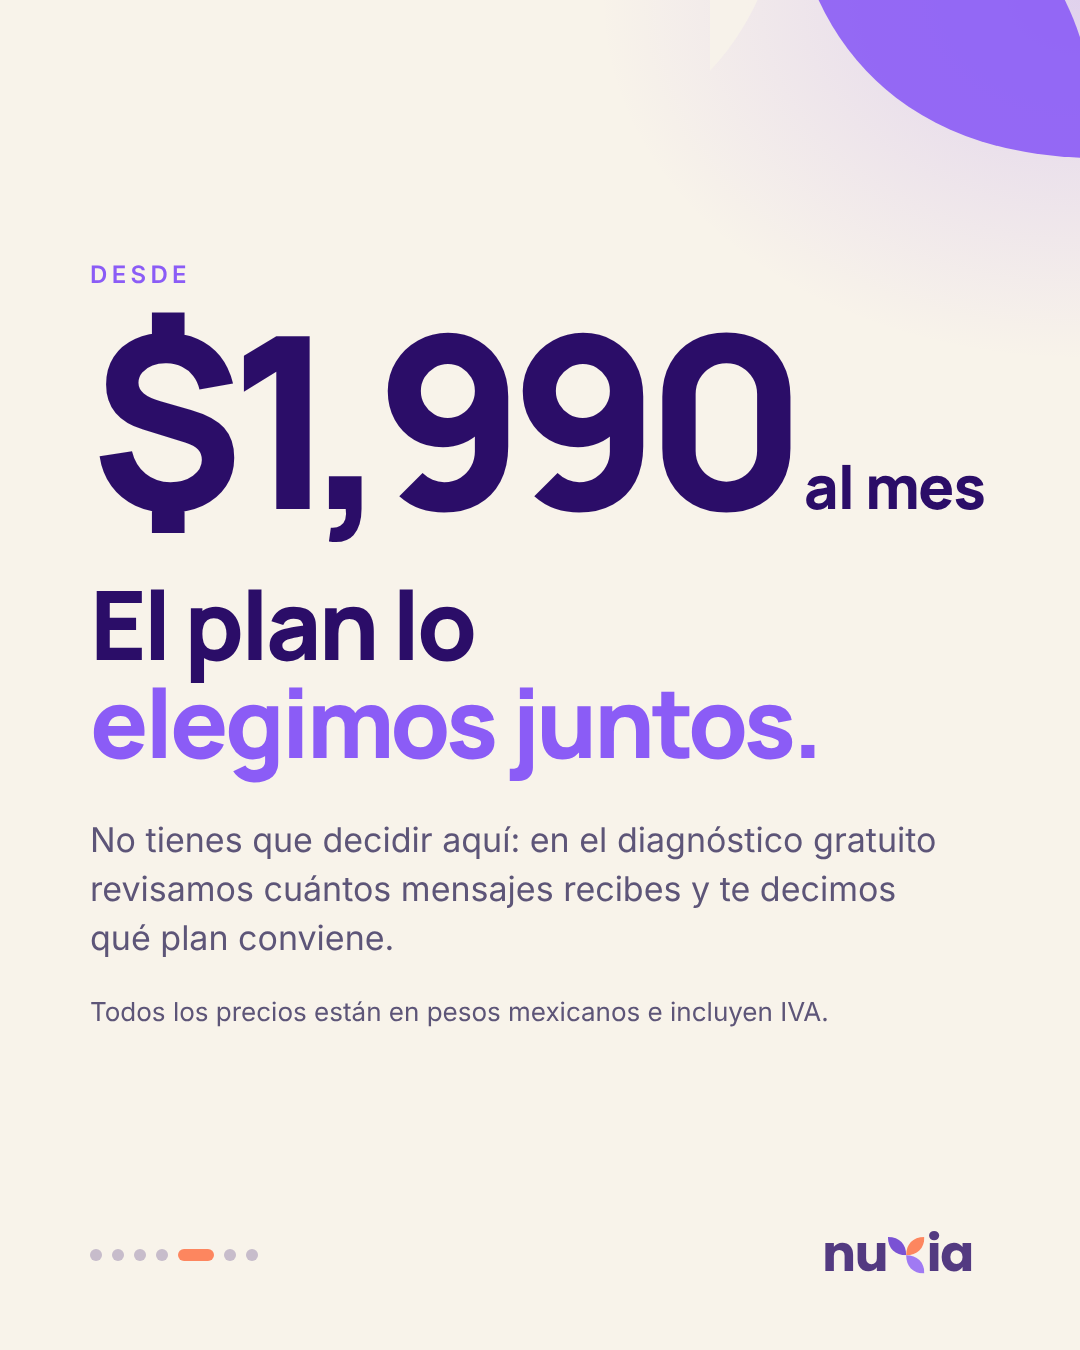 DESDE
$1,990 al mes
El plan lo
elegimos juntos.
No tienes que decidir aquí: en el diagnóstico gratuito
revisamos cuántos mensajes recibes y te decimos
qué plan conviene.
Todos los precios están en pesos mexicanos e incluyen IVA.
nuxia